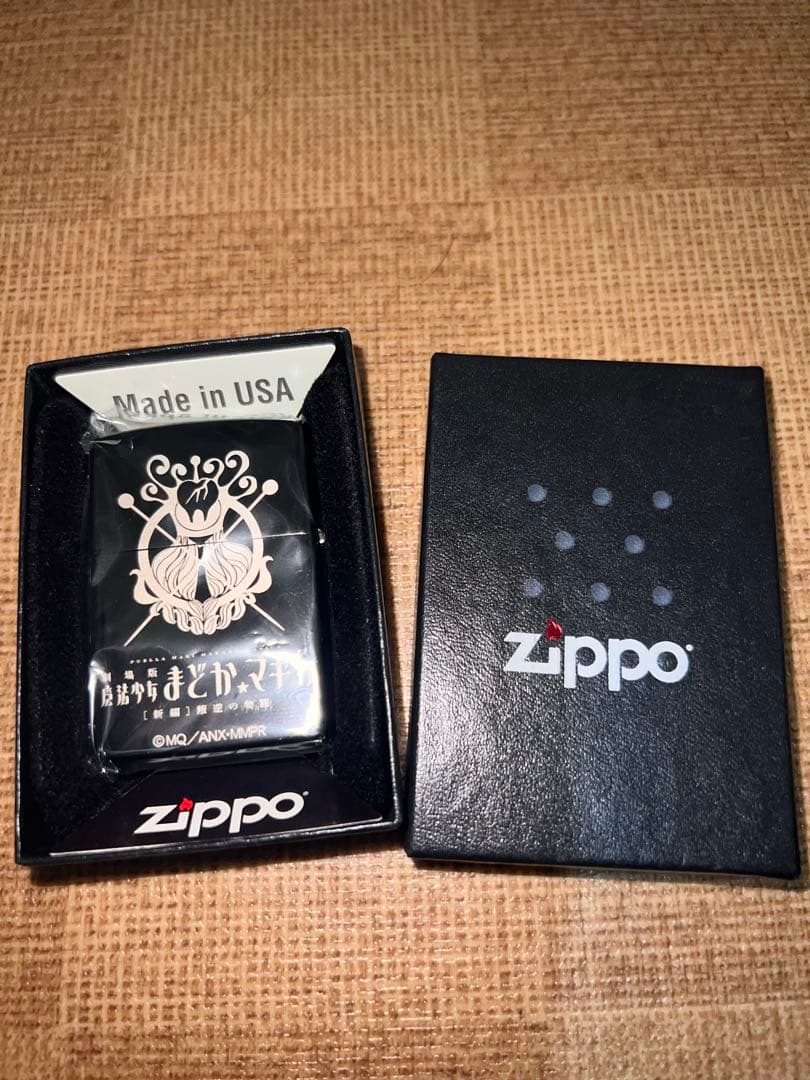 Made in USA
劇場版
魔法少女まどか★マギカ
[新編]叛逆の物語
©MQ/ANX・MMPR
zippo
zippo